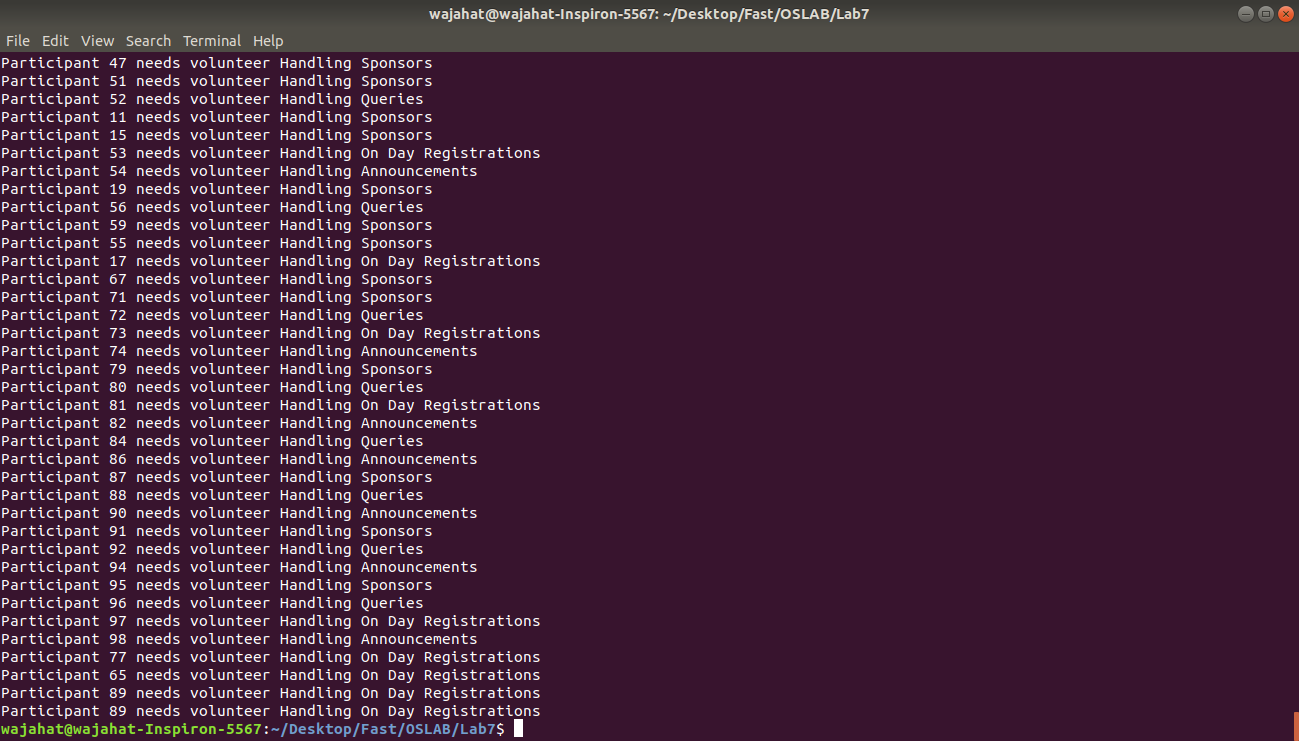 wajahat@wajahat-Inspiron-5567: ~/Desktop/Fast/OSLAB/Lab7
File Edit View Search Terminal Help
Participant 47 needs volunteer Handling Sponsors
Participant 51 needs volunteer Handling Sponsors
Participant 52 needs volunteer Handling Queries
Participant 11 needs volunteer Handling Sponsors
Participant 15 needs volunteer Handling Sponsors
Participant 53 needs volunteer Handling On Day Registrations
Participant 54 needs volunteer Handling Announcements
Participant 19 needs volunteer Handling Sponsors
Participant 56 needs volunteer Handling Queries
Participant 59 needs volunteer Handling Sponsors
Participant 55 needs volunteer Handling Sponsors
Participant 17 needs volunteer Handling On Day Registrations
Participant 67 needs volunteer Handling Sponsors
Participant 71 needs volunteer Handling Sponsors
Participant 72 needs volunteer Handling Queries
Participant 73 needs volunteer Handling On Day Registrations
Participant 74 needs volunteer Handling Announcements
Participant 79 needs volunteer Handling Sponsors
Participant 80 needs volunteer Handling Queries
Participant 81 needs volunteer Handling On Day Registrations
Participant 82 needs volunteer Handling Announcements
Participant 84 needs volunteer Handling Queries
Participant 86 needs volunteer Handling Announcements
Participant 87 needs volunteer Handling Sponsors
Participant 88 needs volunteer Handling Queries
Participant 90 needs volunteer Handling Announcements
Participant 91 needs volunteer Handling Sponsors
Participant 92 needs volunteer Handling Queries
Participant 94 needs volunteer Handling Announcements
Participant 95 needs volunteer Handling Sponsors
Participant 96 needs volunteer Handling Queries
Participant 97 needs volunteer Handling On Day Registrations
Participant 98 needs volunteer Handling Announcements
Participant 77 needs volunteer Handling On Day Registrations
Participant 65 needs volunteer Handling On Day Registrations
Participant 89 needs volunteer Handling On Day Registrations
Participant 89 needs volunteer Handling On Day Registrations
wajahat@wajahat-Inspiron-5567:~/Desktop/Fast/OSLAB/Lab7$